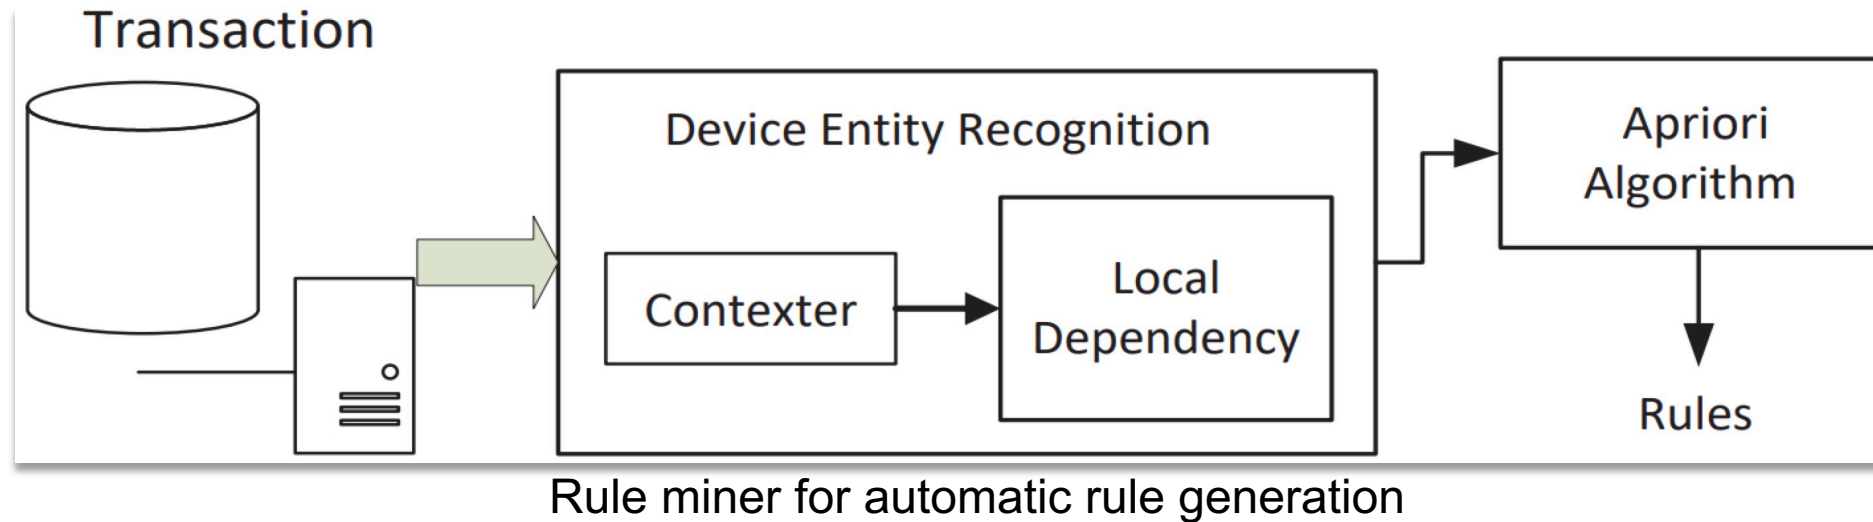 Transaction
Device Entity Recognition
Contexter
Local
Dependency
Apriori
Algorithm
Rules
Rule miner for automatic rule generation